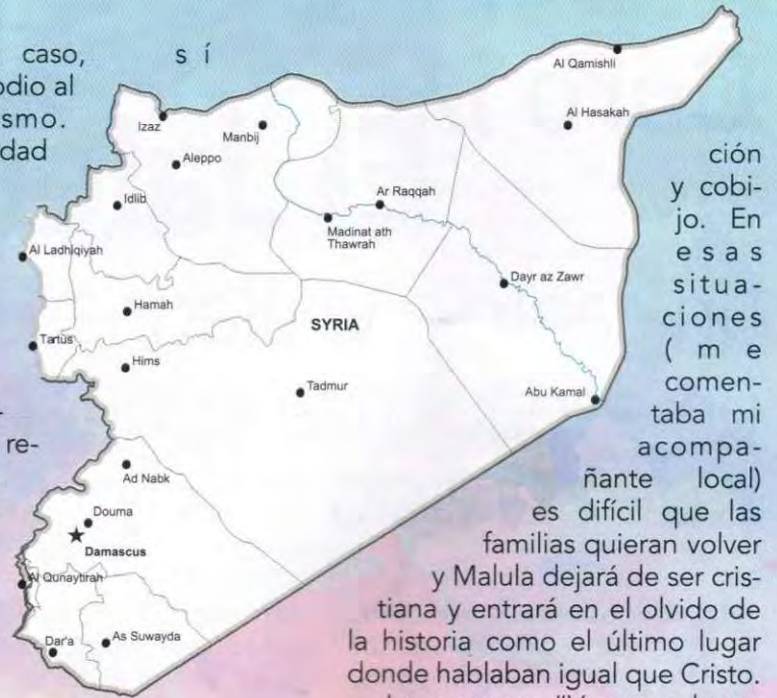 caso, sí
odio al
ismo.
dad
re-
Al Qamishli
Izaz
Manbij
Al Hasakah
Aleppo
Idlib
Ar Raqqah
Madinat ath
Thawrah
Al Ladhiqiyah
Dayr az Zawr
Hamah
SYRIA
Tartus
Hims
Tadmur
Abu Kamal
Ad Nabk
Douma
Damascus
Al Qunaytirah
Dar'a
As Suwayda
ción
y cobi-
jo. En
esas
situa-
ciones
(me
comen-
taba mi
acompa-
ñante local)
es difícil que las
familias quieran volver
y Malula dejará de ser cris-
tiana y entrará en el olvido de
la historia como el último lugar
donde hablaban igual que Cristo.